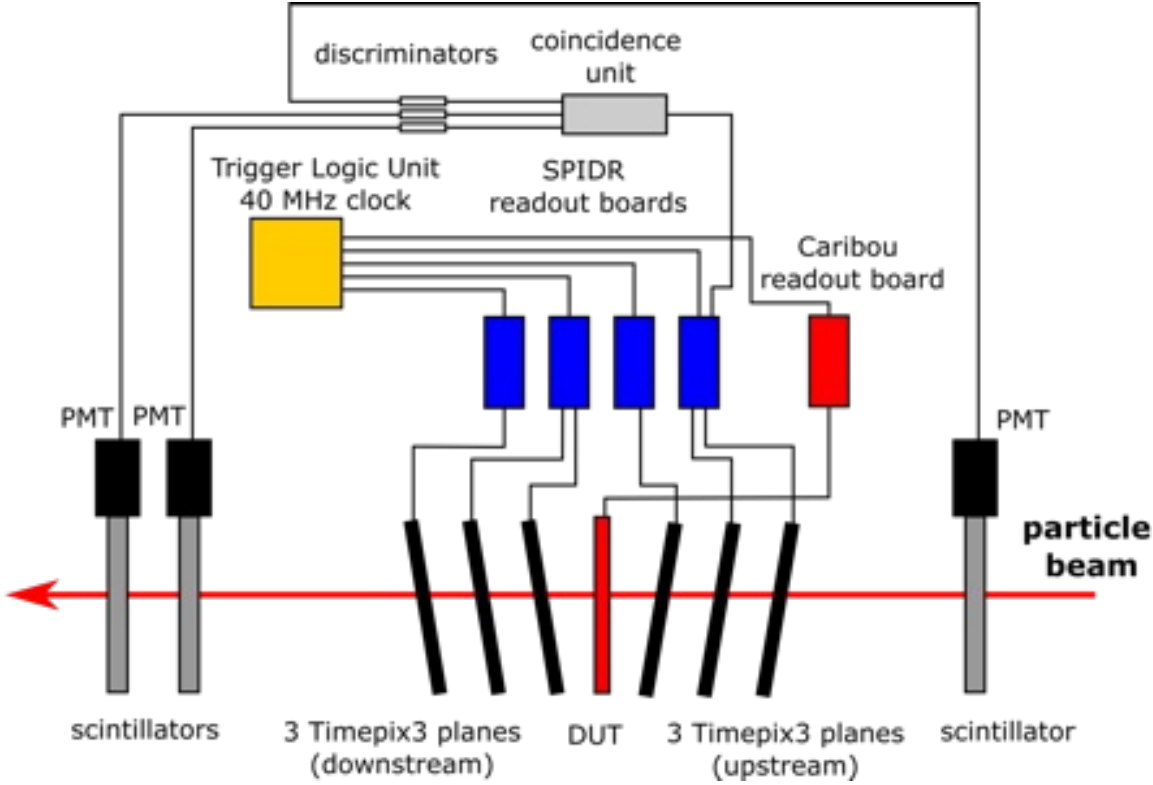 discriminators
coincidence
unit
Trigger Logic Unit
40 MHz clock
SPIDR
readout boards
Caribou
readout board
PMT
PMT
PMT
particle
beam
scintillators
3 Timepix3 planes
(downstream)
DUT
3 Timepix3 planes
(upstream)
scintillator